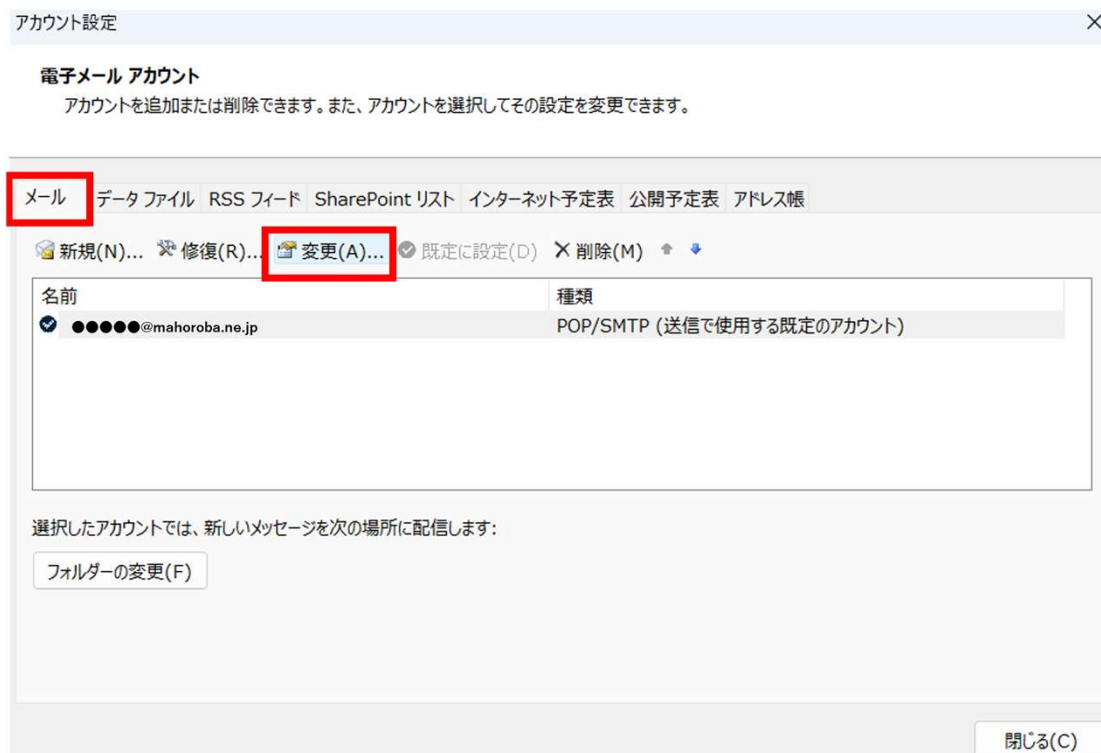 アカウント設定
電子メール アカウント
アカウントを追加または削除できます。また、アカウントを選択してその設定を変更できます。
メール データ ファイル RSS フィード SharePoint リスト インターネット予定表 公開予定表 アドレス帳
新規(N)... 修復(R)... 変更(A)... 既定に設定(D) 削除(M)
名前 種類
●●●●●@mahoroba.ne.jp POP/SMTP (送信で使用する既定のアカウント)
選択したアカウントでは、新しいメッセージを次の場所に配信します:
フォルダーの変更(F)
閉じる(C)